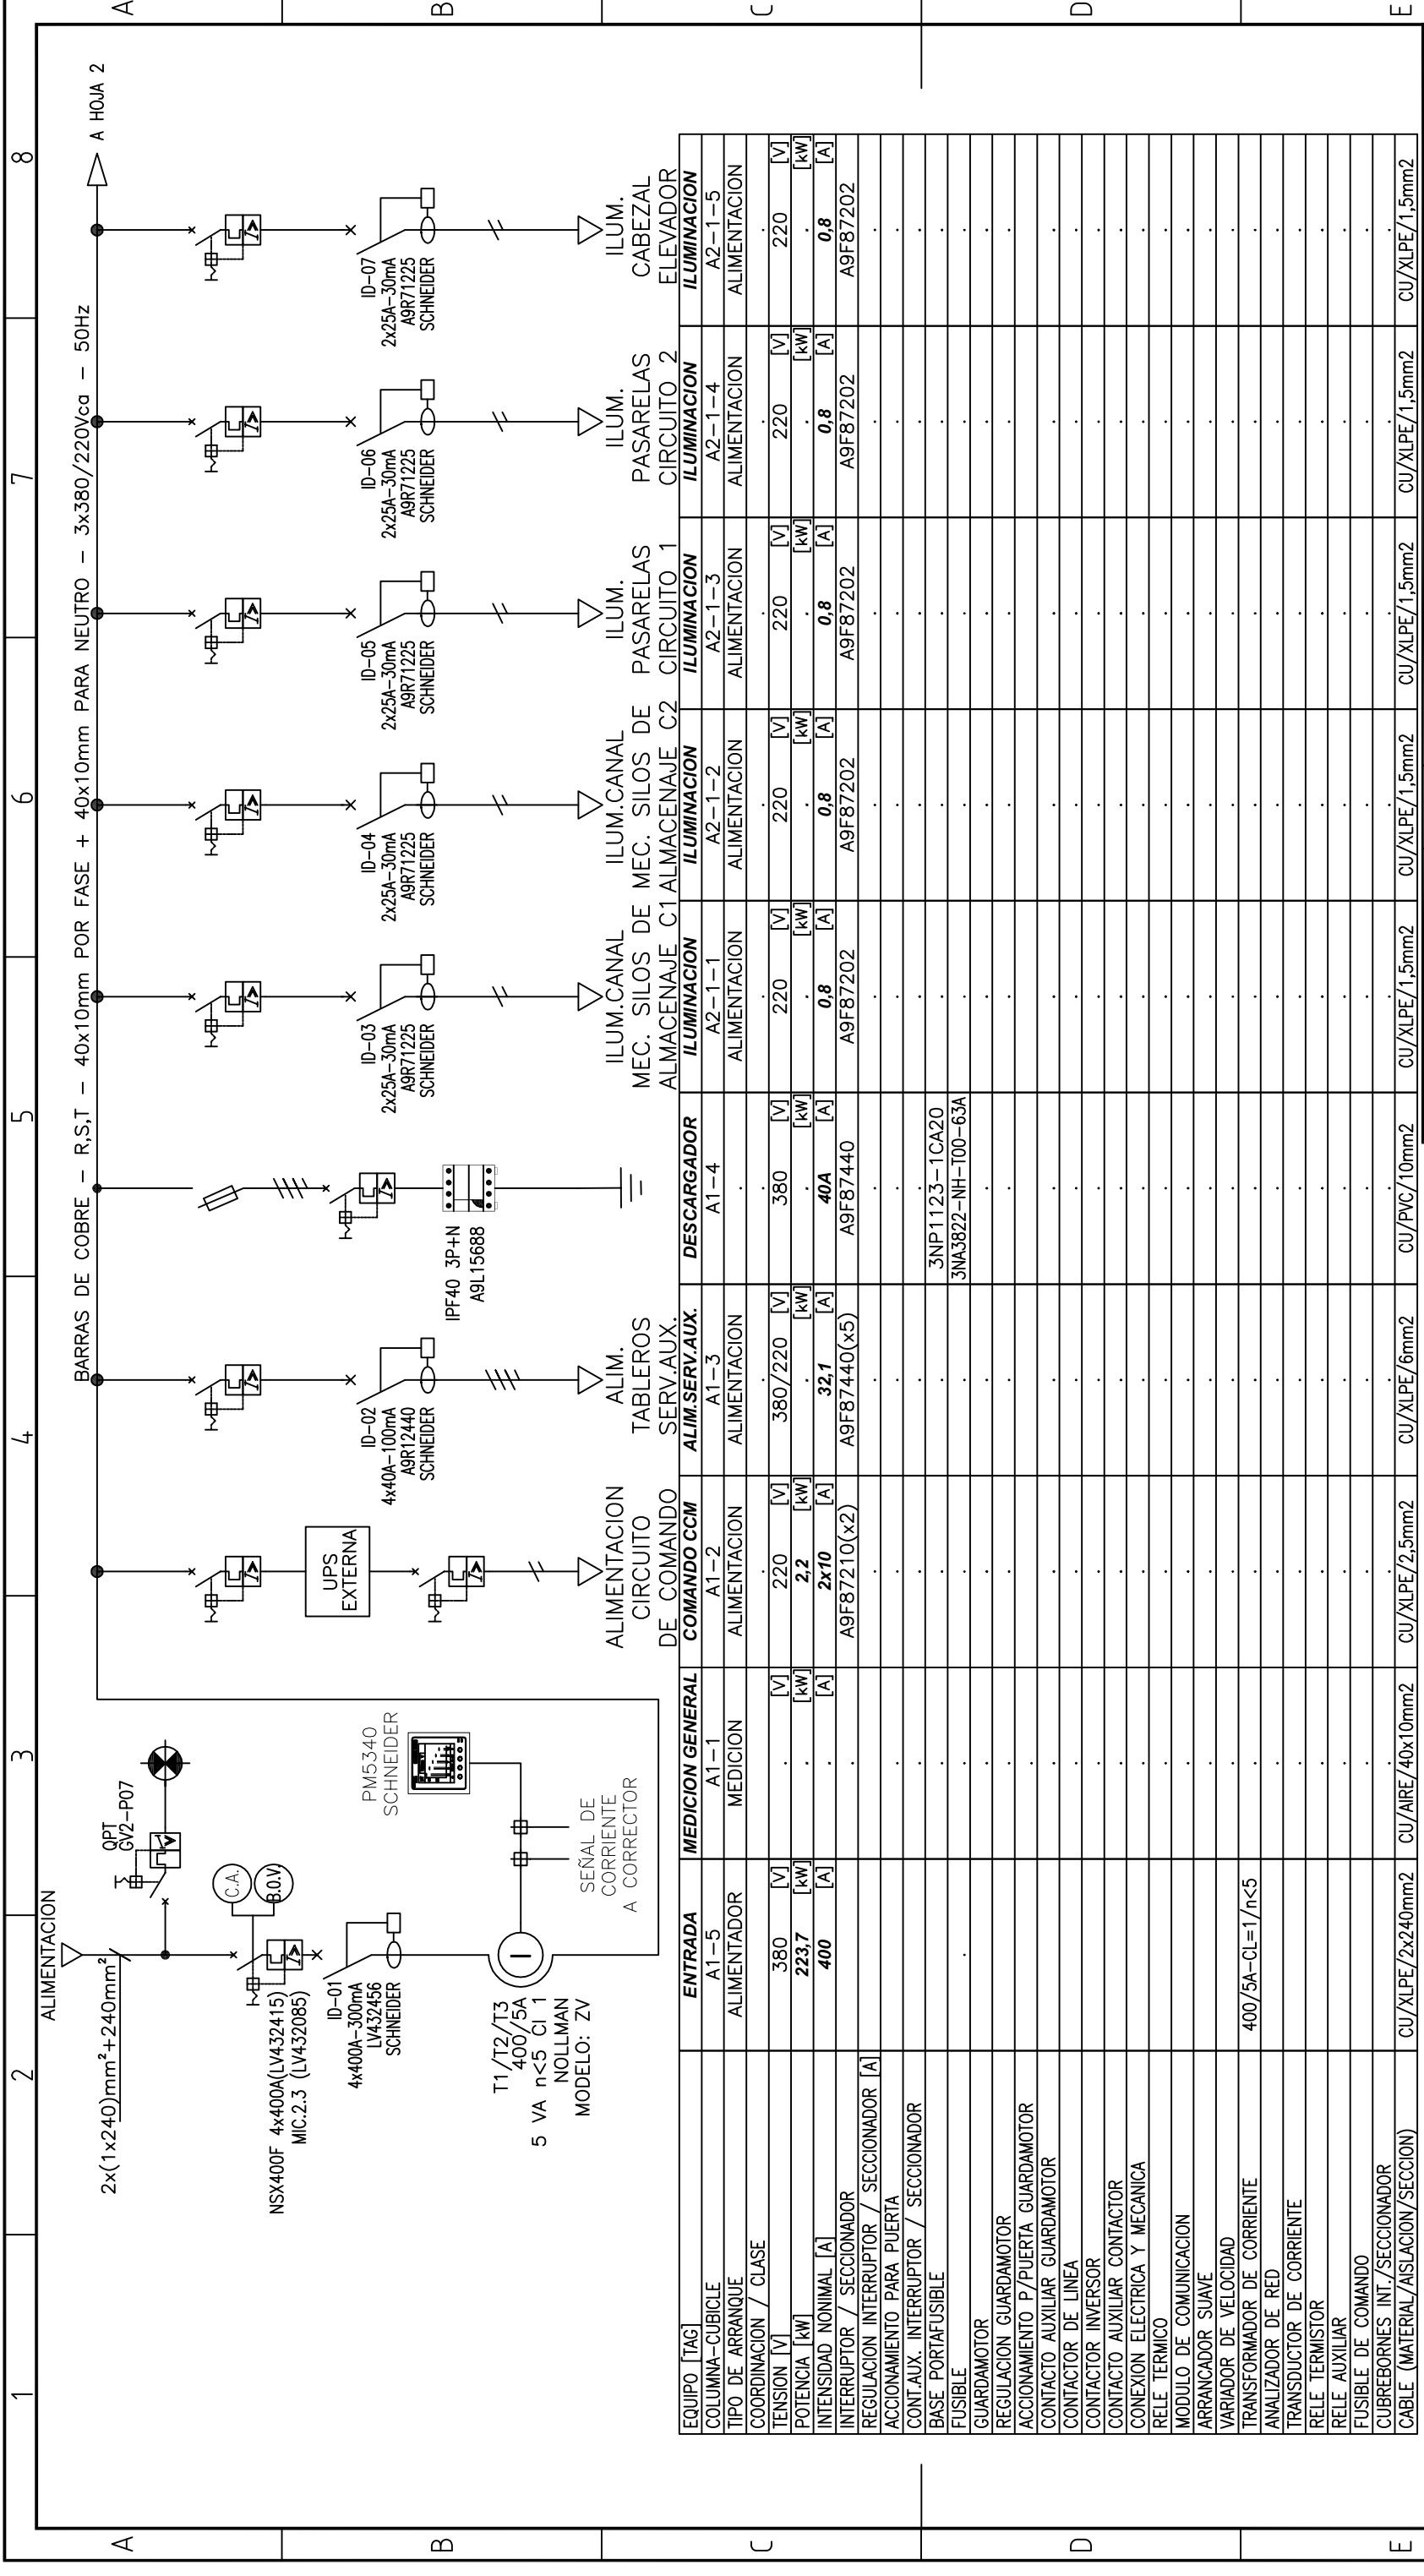 1 2 3 4 5 6 7 8
A
B
C
D
E
A
B
C
D
E
ALIMENTACION
2x(1x240)mm²+240mm²
QPT
GV2-P07
C.A.
B.O.V.
NSX400F 4x400A(LV432415)
MIC.2.3 (LV432085)
ID-01
4x400A-300mA
LV432456
SCHNEIDER
T1/T2/T3
400/5A
5 VA n<5 Cl 1
NOLLMAN
MODELO: ZV
PM5340
SCHNEIDER
SEÑAL DE
CORRIENTE
A CORRECTOR
BARRAS DE COBRE - R,S,T - 40x10mm POR FASE + 40x10mm PARA NEUTRO - 3x380/220Vca - 50Hz
A HOJA 2
UPS
EXTERNA
ALIMENTACION
CIRCUITO
DE COMANDO
ID-02
4x40A-100mA
A9R12440
SCHNEIDER
ALIM.
TABLEROS
SERV.AUX.
IPF40 3P+N
A9L15688
ID-03
2x25A-30mA
A9R71225
SCHNEIDER
ILUM.CANAL
MEC. SILOS DE
ALMACENAJE C1
ID-04
2x25A-30mA
A9R71225
SCHNEIDER
ILUM.CANAL
MEC. SILOS DE
ALMACENAJE C2
ID-05
2x25A-30mA
A9R71225
SCHNEIDER
ILUM.
PASARELAS
CIRCUITO 1
ID-06
2x25A-30mA
A9R71225
SCHNEIDER
ILUM.
PASARELAS
CIRCUITO 2
ID-07
2x25A-30mA
A9R71225
SCHNEIDER
ILUM.
CABEZAL
ELEVADOR
EQUIPO [TAG] ENTRADA MEDICION GENERAL COMANDO CCM ALIM.SERV.AUX. DESCARGADOR ILUMINACION ILUMINACION ILUMINACION ILUMINACION ILUMINACION
COLUMNA-CUBICLE A1-5 A1-1 A1-2 A1-3 A1-4 A2-1-1 A2-1-2 A2-1-3 A2-1-4 A2-1-5
TIPO DE ARRANQUE ALIMENTADOR MEDICION ALIMENTACION ALIMENTACION . ALIMENTACION ALIMENTACION ALIMENTACION ALIMENTACION ALIMENTACION
COORDINACION / CLASE
TENSION [V] 380 [V] . [V] 220 [V] 380/220 [V] 380 [V] 220 [V] 220 [V] 220 [V] 220 [V] 220 [V]
POTENCIA [kW] 223,7 [kW] . [kW] 2,2 [kW] . [kW] . [kW] . [kW] . [kW] . [kW] . [kW] . [kW]
INTENSIDAD NONIMAL [A] 400 [A] . [A] 2x10 [A] 32,1 [A] 40A [A] 0,8 [A] 0,8 [A] 0,8 [A] 0,8 [A] 0,8 [A]
INTERRUPTOR / SECCIONADOR A9F87210(x2) A9F87440(x5) A9F87440 A9F87202 A9F87202 A9F87202 A9F87202 A9F87202
REGULACION INTERRUPTOR / SECCIONADOR [A]
ACCIONAMIENTO PARA PUERTA
CONT.AUX. INTERRUPTOR / SECCIONADOR
BASE PORTAFUSIBLE 3NP1123-1CA20
FUSIBLE 3NA3822-NH-T00-63A
GUARDAMOTOR
REGULACION GUARDAMOTOR
ACCIONAMIENTO P/PUERTA GUARDAMOTOR
CONTACTO AUXILIAR GUARDAMOTOR
CONTACTOR DE LINEA
CONTACTOR INVERSOR
CONTACTO AUXILIAR CONTACTOR
CONEXION ELECTRICA Y MECANICA
RELE TERMICO
MODULO DE COMUNICACION
ARRANCADOR SUAVE
VARIADOR DE VELOCIDAD
TRANSFORMADOR DE CORRIENTE 400/5A-CL=1/n<5
ANALIZADOR DE RED
TRANSDUCTOR DE CORRIENTE
RELE TERMISTOR
RELE AUXILIAR
FUSIBLE DE COMANDO
CUBREBORNES INT./SECCIONADOR
CABLE (MATERIAL/AISLACION/SECCION) CU/XLPE/2x240mm2 CU/AIRE/40x10mm2 CU/XLPE/2,5mm2 CU/XLPE/6mm2 CU/PVC/10mm2 CU/XLPE/1,5mm2 CU/XLPE/1,5mm2 CU/XLPE/1,5mm2 CU/XLPE/1,5mm2 CU/XLPE/1,5mm2